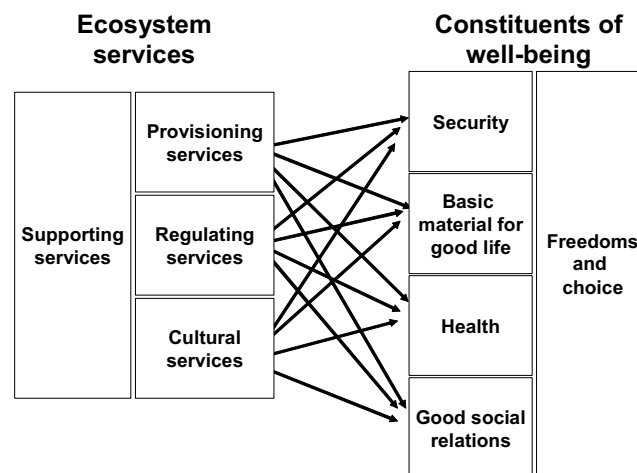 Ecosystem
services
Constituents of
well-being
Supporting
services
Provisioning
services
Regulating
services
Cultural
services
Security
Basic
material for
good life
Health
Good social
relations
Freedoms
and
choice